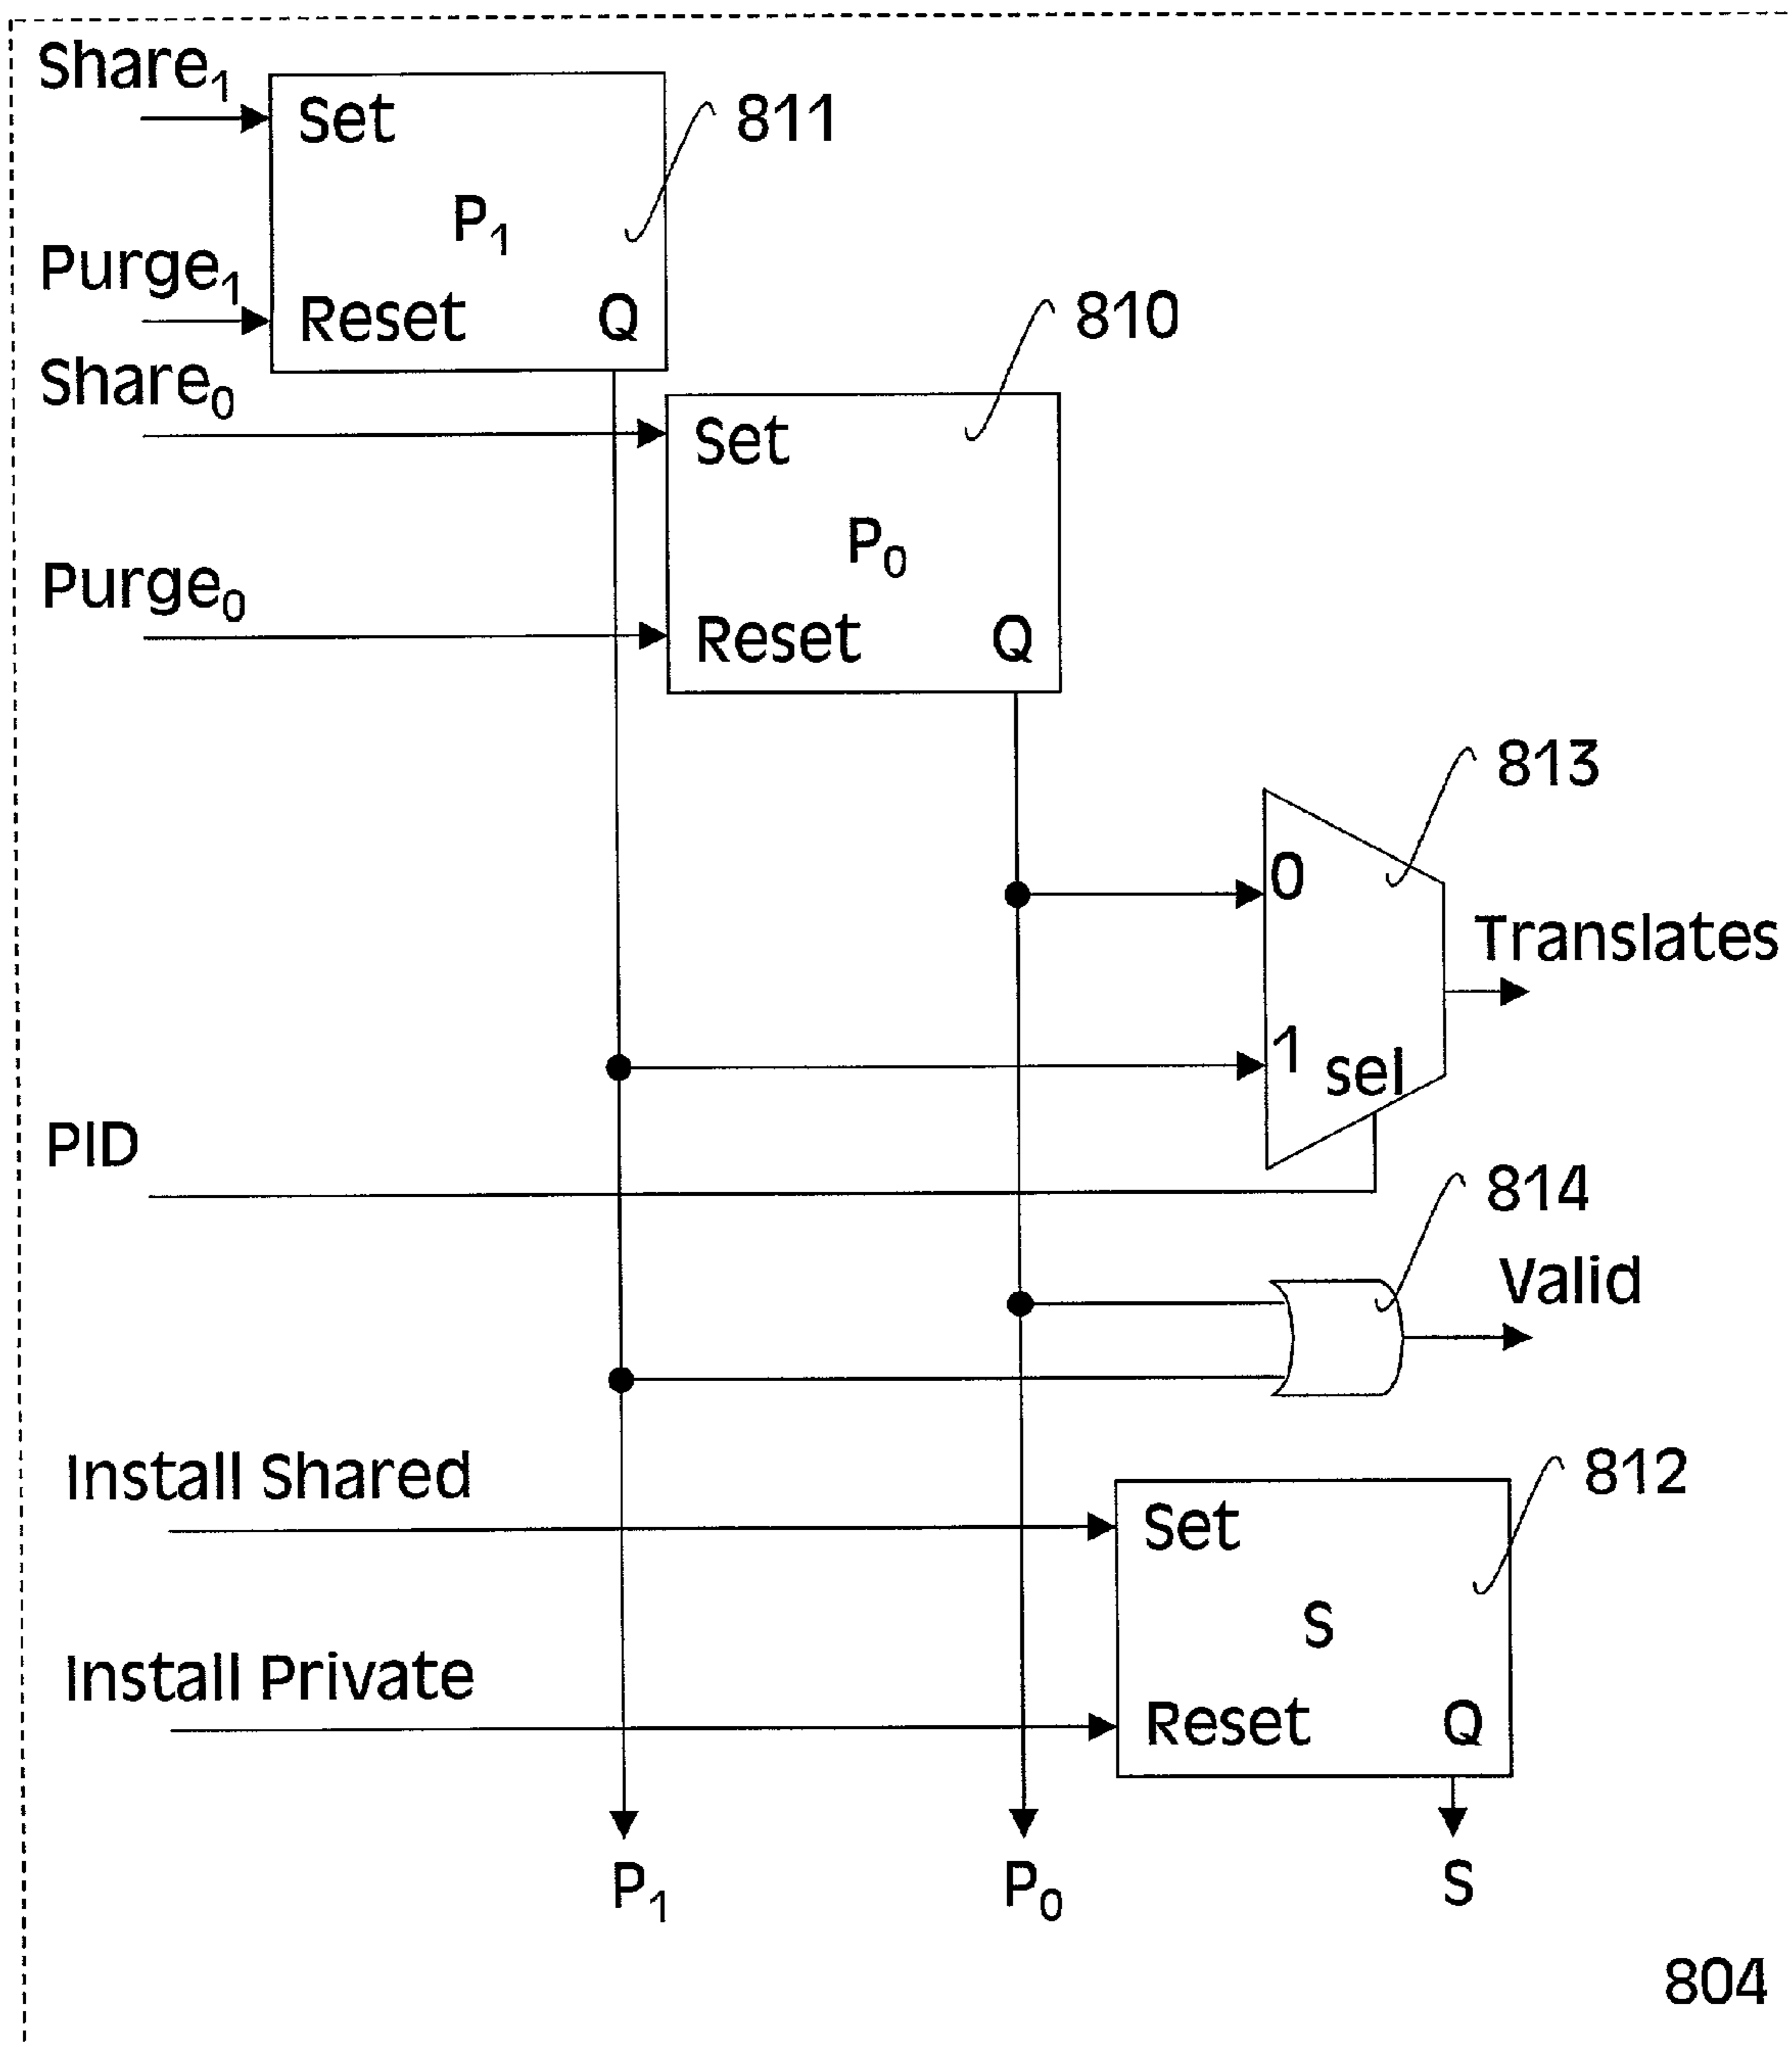 Share₁
Set
811
P₁
Purge₁
Reset Q
810
Share₀
Set
P₀
Purge₀
Reset Q
813
0
Translates
1 sel
PID
814
Valid
Install Shared
812
Set
S
Install Private
Reset Q
P₁ P₀ S
804